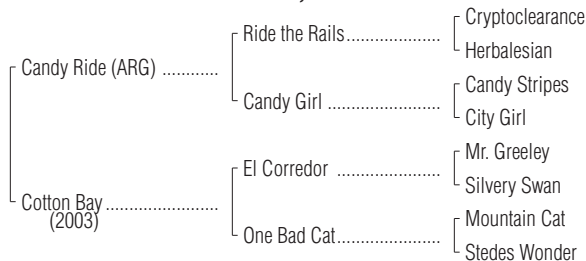 Cryptoclearance
Ride the Rails
Herbalesian
Candy Ride (ARG)
Candy Stripes
Candy Girl
City Girl
Mr. Greeley
El Corredor
Silvery Swan
Cotton Bay
(2003)
Mountain Cat
One Bad Cat
Stedes Wonder